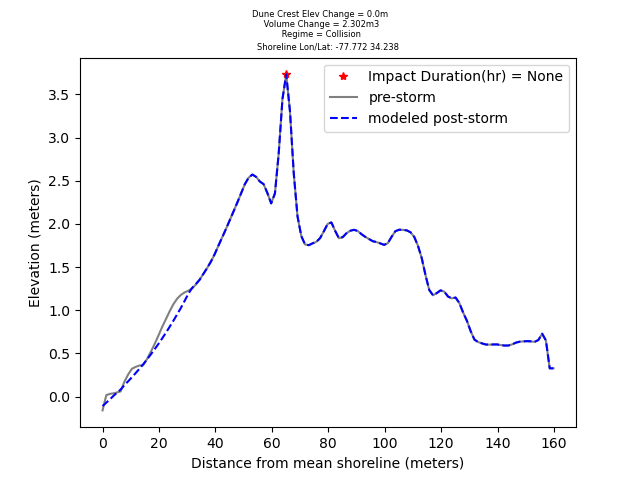 Dune Crest Elev Change = 0.0m
Volume Change = 2.302m3
Regime = Collision
Shoreline Lon/Lat: -77.772 34.238
Impact Duration(hr) = None
pre-storm
modeled post-storm
Elevation (meters)
3.5
3.0
2.5
2.0
1.5
1.0
0.5
0.0
0 20 40 60 80 100 120 140 160
Distance from mean shoreline (meters)